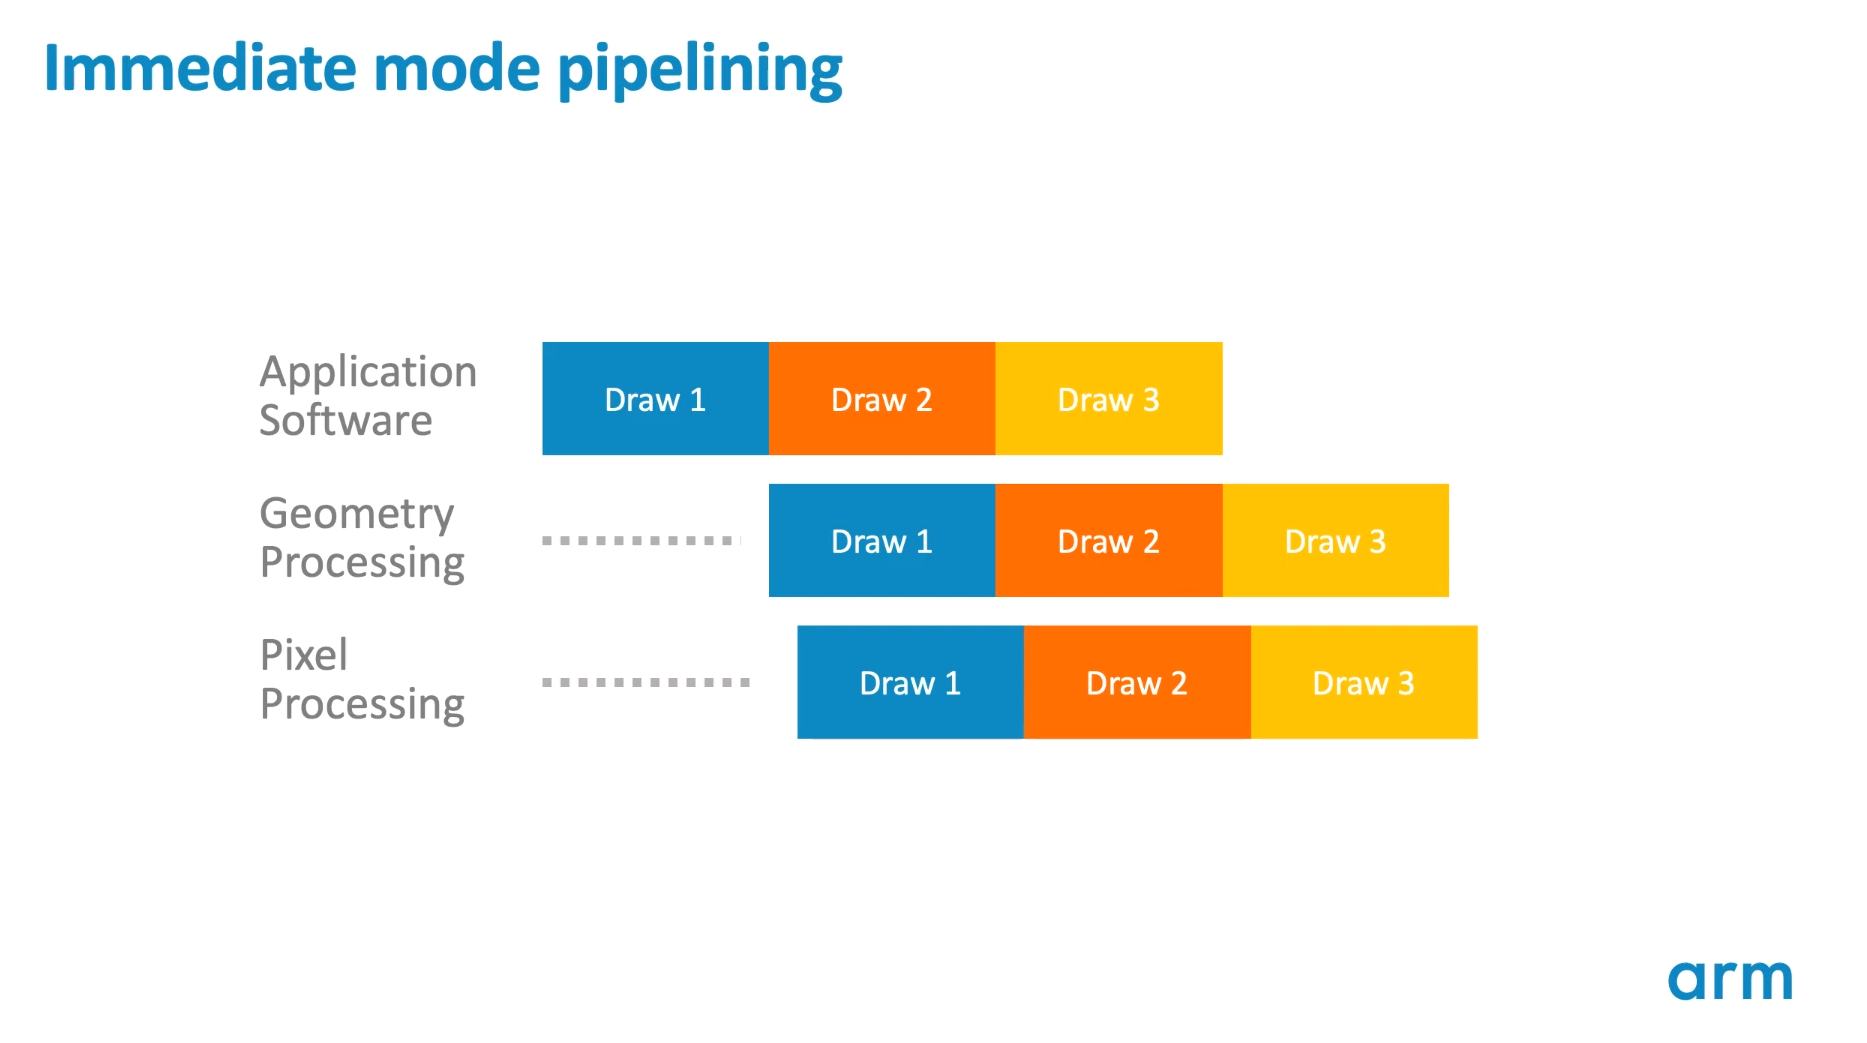 Immediate mode pipelining
Application
Software
Draw 1
Draw 2
Draw 3
Geometry
Processing
Draw 1
Draw 2
Draw 3
Pixel
Processing
Draw 1
Draw 2
Draw 3
arm